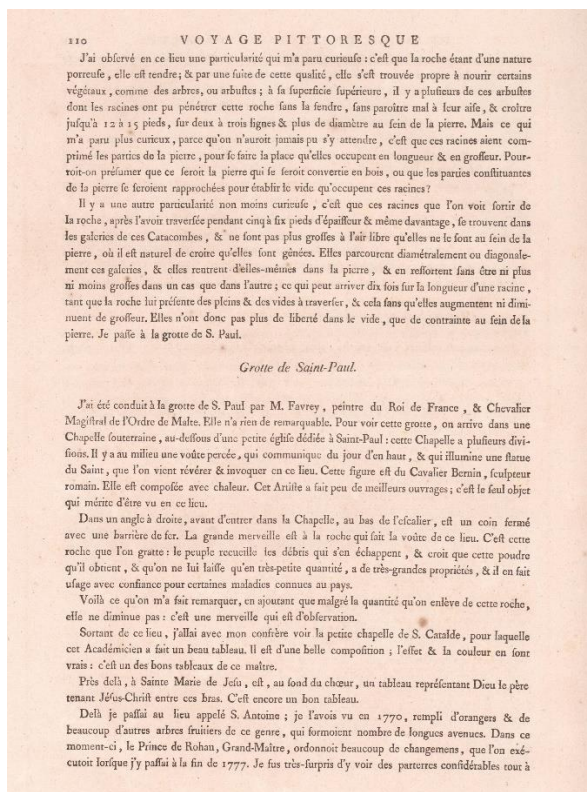 110 VOYAGE PITTORESQUE
J'ai observé en ce lieu une particularité qui m'a paru curieuse : c'est que la roche étant d'une nature
porreuse, elle est tendre; & par une suite de cette qualité, elle s'est trouvée propre à nourir certains
végétaux, comme des arbres, ou arbustes; à sa superficie supérieure, il y a plusieurs de ces arbustes
dont les racines ont pu pénétrer cette roche sans la fendre, sans paroître mal à leur aise, & croître
jusqu'à 12 à 15 pieds, sur deux à trois lignes & plus de diamètre au sein de la pierre. Mais ce qui
m'a paru plus curieux, parce qu'on n'auroit jamais pu s'y attendre, c'est que ces racines aient com-
primé les parties de la pierre, pour se faire la place qu'elles occupent en longueur & en grosseur. Pour-
roit-on présumer que ce seroit la pierre qui se seroit convertie en bois, ou que les parties constituantes
de la pierre se seroient rapprochées pour établir le vide qu'occupent ces racines?
Il y a une autre particularité non moins curieuse, c'est que ces racines que l'on voit sortir de
la roche, après l'avoir traversée pendant cinq à six pieds d'épaisseur & même davantage, se trouvent dans
les galeries de ces Catacombes, & ne sont pas plus grosses à l'air libre qu'elles ne le sont au sein de la
pierre, où il est naturel de croire qu'elles sont gênées. Elles parcourent diamétralement ou diagonale-
ment ces galeries, & elles rentrent d'elles-mêmes dans la pierre, & en ressortent sans être ni plus
ni moins grosses dans un cas que dans l'autre; ce qui peut arriver dix fois sur la longueur d'une racine,
tant que la roche lui présente des pleins & des vides à traverser, & cela sans qu'elles augmentent ni dimi-
nuent de grosseur. Elles n'ont donc pas plus de liberté dans le vide, que de contrainte au sein de la
pierre. Je passe à la grotte de S. Paul.
Grotte de Saint-Paul.
J'ai été conduit à la grotte de S. Paul par M. Favrey, peintre du Roi de France, & Chevalier
Magistral de l'Ordre de Malte. Elle n'a rien de remarquable. Pour voir cette grotte, on arrive dans une
Chapelle souterraine, au-dessous d'une petite église dédiée à Saint-Paul : cette Chapelle a plusieurs divi-
sions. Il y a au milieu une voûte percée, qui communique du jour d'en haut, & qui illumine une statue
du Saint, que l'on vient révérer & invoquer en ce lieu. Cette figure est du Cavalier Bernin, sculpteur
romain. Elle est composée avec chaleur. Cet Artiste a fait peu de meilleurs ouvrages; c'est le seul objet
qui mérite d'être vu en ce lieu.
Dans un angle à droite, avant d'entrer dans la Chapelle, au bas de l'escalier, est un coin fermé
avec une barrière de fer. La grande merveille est à la roche qui fait la voûte de ce lieu. C'est cette
roche que l'on gratte : le peuple recueille les débris qui s'en échappent, & croit que cette poudre
qu'il obtient, & qu'on ne lui laisse qu'en très-petite quantité, a de très-grandes propriétés, & il en fait
usage avec confiance pour certaines maladies connues au pays.
Voilà ce qu'on m'a fait remarquer, en ajoutant que malgré la quantité qu'on enlève de cette roche,
elle ne diminue pas : c'est une merveille qui est d'observation.
Sortant de ce lieu, j'allai avec mon confrère voir la petite chapelle de S. Catalde, pour laquelle
cet Académicien a fait un beau tableau. Il est d'une belle composition; l'effet & la couleur en sont
vrais : c'est un des bons tableaux de ce maître.
Près delà, à Sainte Marie de Jesu, est, au fond du chœur, un tableau représentant Dieu le père
tenant Jésus-Christ entre ces bras. C'est encore un bon tableau.
Delà je passai au lieu appelé S. Antoine; je l'avois vu en 1770, rempli d'orangers & de
beaucoup d'autres arbres fruitiers de ce genre, qui formoient nombre de longues avenues. Dans ce
moment-ci, le Prince de Rohan, Grand-Maître, ordonnoit beaucoup de changemens, que l'on exé-
cutoit lorsque j'y passai à la fin de 1777. Je fus très-surpris d'y voir des parterres considérables tout à